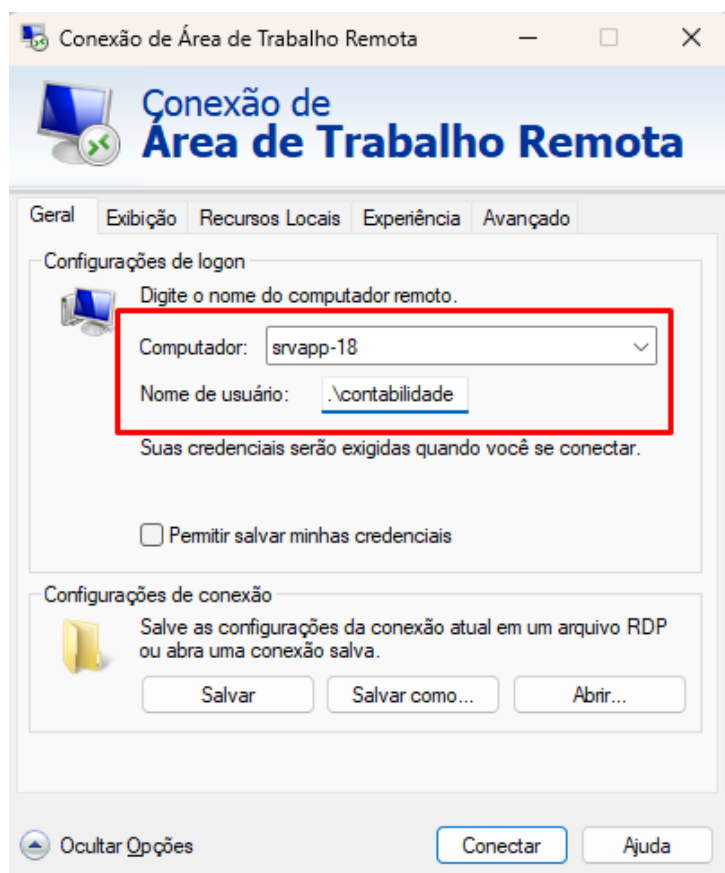 Conexão de Área de Trabalho Remota
Conexão de
Área de Trabalho Remota
Geral Exibição Recursos Locais Experiência Avançado
Configurações de logon
Digite o nome do computador remoto.
Computador: srvapp-18
Nome de usuário: .\contabilidade
Suas credenciais serão exigidas quando você se conectar.
Permitir salvar minhas credenciais
Configurações de conexão
Salve as configurações da conexão atual em um arquivo RDP
ou abra uma conexão salva.
Salvar Salvar como... Abrir...
Ocultar Opções Conectar Ajuda